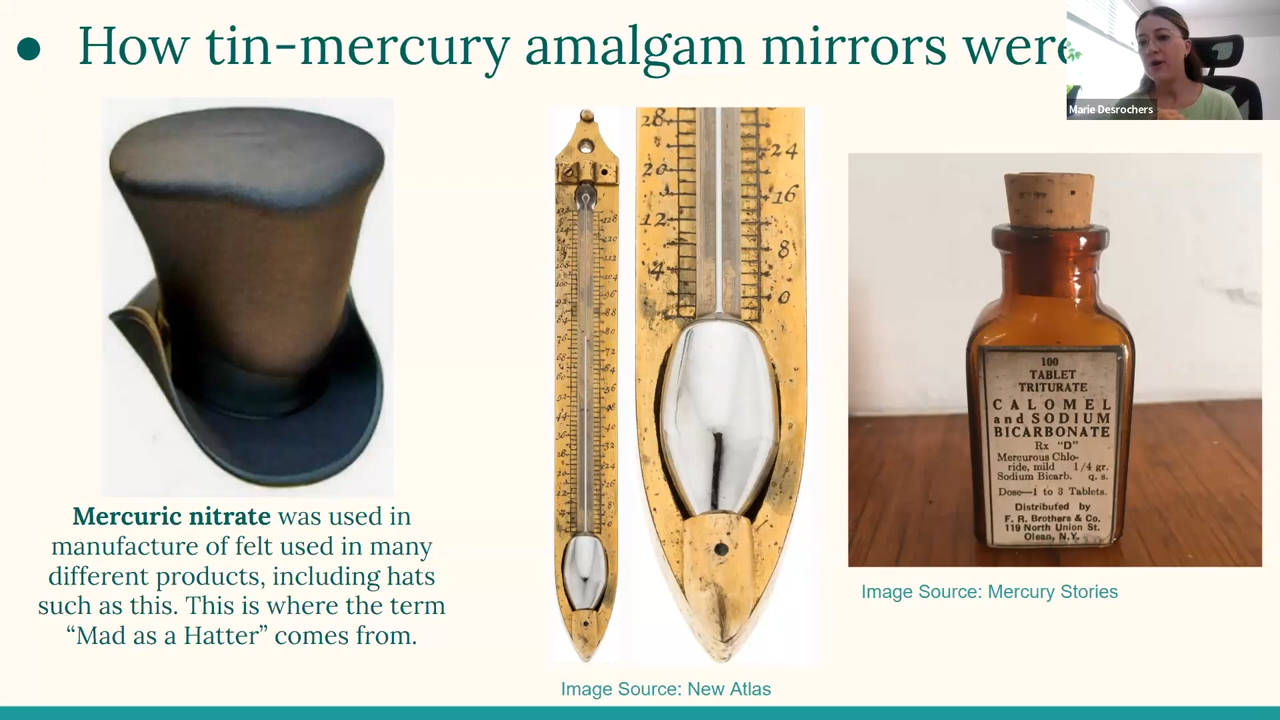 ● How tin-mercury amalgam mirrors were
Marie Desrochers
Mercuric nitrate was used in
manufacture of felt used in many
different products, including hats
such as this. This is where the term
“Mad as a Hatter” comes from.
28
20
12
4
24
16
8
0
Image Source: New Atlas
100
TABLET
TRITURATE
CALOMEL
and SODIUM
BICARBONATE
Rx "D"
Mercurous Chlo-
ride, mild 1/4 gr.
Sodium Bicarb. q. s.
Dose—1 to 3 Tablets.
Distributed by
F. R. Brothers & Co.
119 North Union St.
Olean, N.Y.
Image Source: Mercury Stories